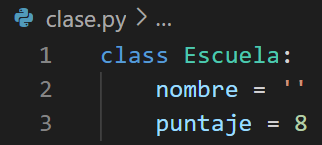 clase.py > ...
1 class Escuela:
2     nombre = ''
3     puntaje = 8